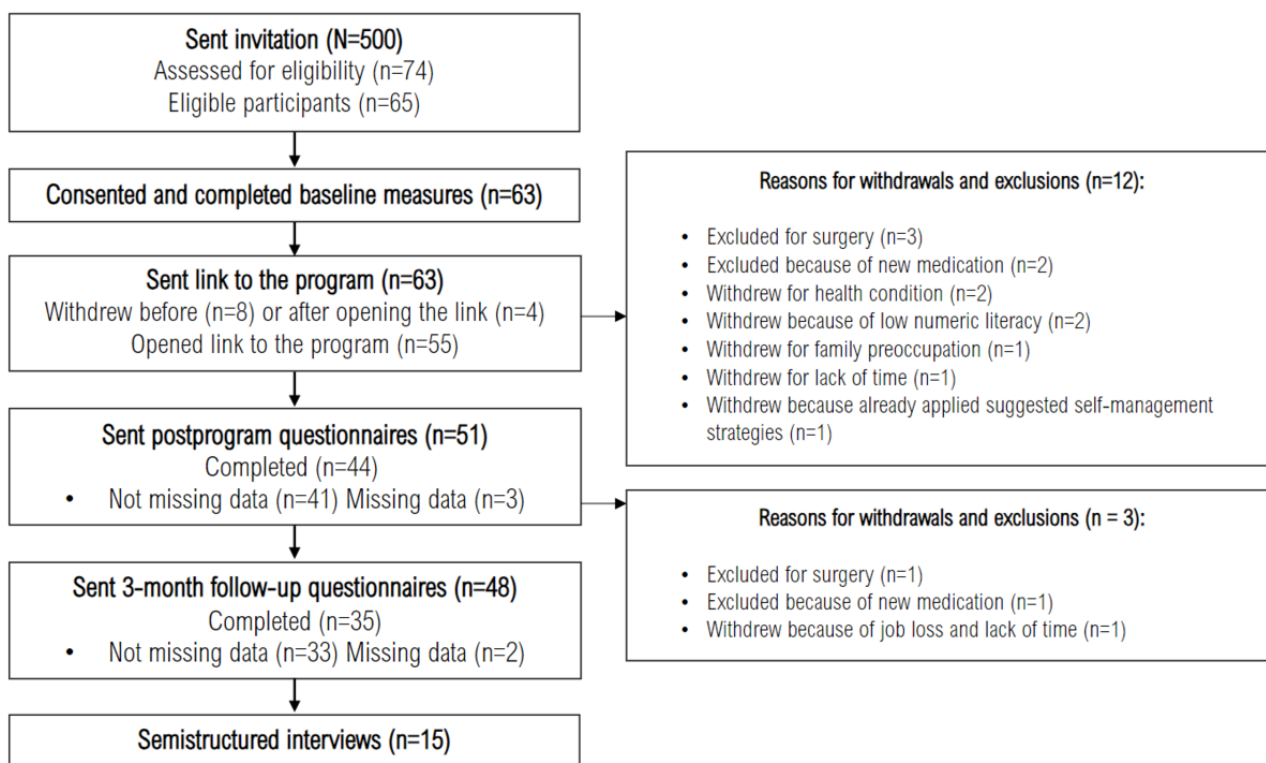 Sent invitation (N=500)
Assessed for eligibility (n=74)
Eligible participants (n=65)
Consented and completed baseline measures (n=63)
Sent link to the program (n=63)
Withdrew before (n=8) or after opening the link (n=4)
Opened link to the program (n=55)
Reasons for withdrawals and exclusions (n=12):
• Excluded for surgery (n=3)
• Excluded because of new medication (n=2)
• Withdrew for health condition (n=2)
• Withdrew because of low numeric literacy (n=2)
• Withdrew for family preoccupation (n=1)
• Withdrew for lack of time (n=1)
• Withdrew because already applied suggested self-management
strategies (n=1)
Sent postprogram questionnaires (n=51)
Completed (n=44)
• Not missing data (n=41) Missing data (n=3)
Reasons for withdrawals and exclusions (n = 3):
• Excluded for surgery (n=1)
• Excluded because of new medication (n=1)
• Withdrew because of job loss and lack of time (n=1)
Sent 3-month follow-up questionnaires (n=48)
Completed (n=35)
• Not missing data (n=33) Missing data (n=2)
Semistructured interviews (n=15)